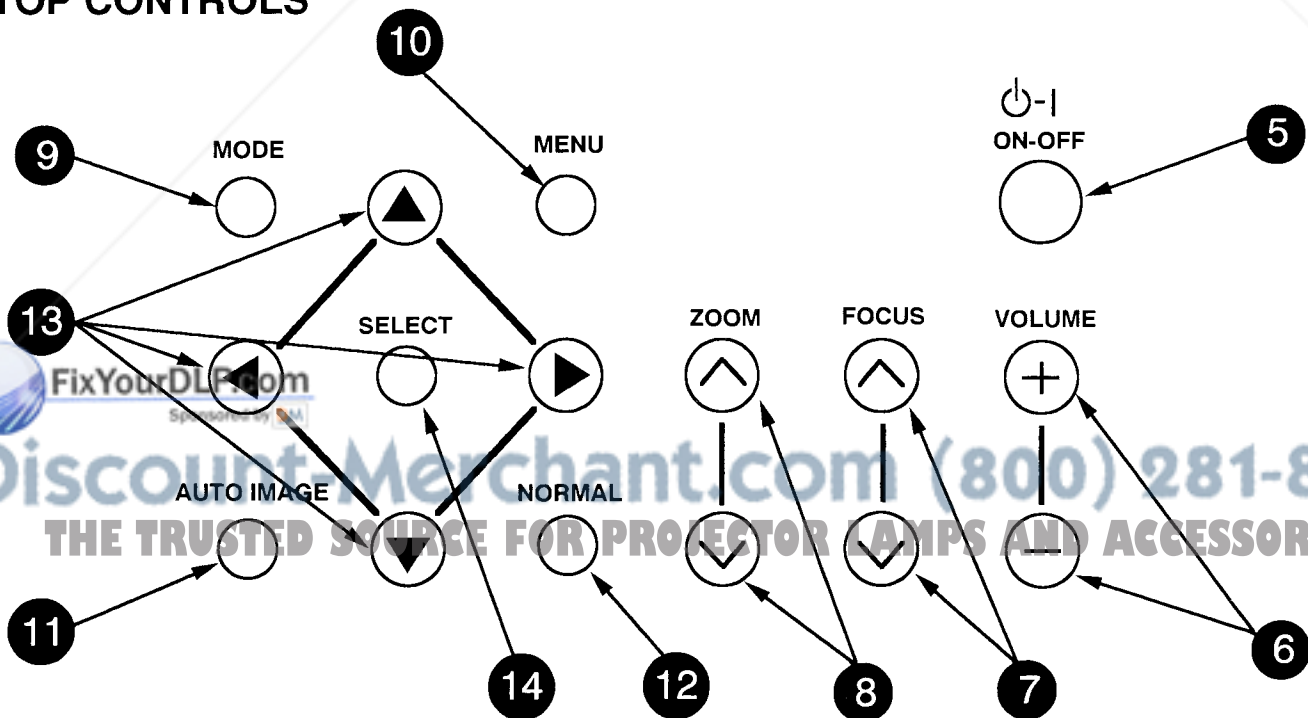 TOP CONTROLS
10
5
ON-OFF
9
MODE
MENU
13
SELECT
ZOOM
FOCUS
VOLUME
FixYourDLP.com
Sponsored by
Discount-Merchant.com (800) 281-8
AUTO IMAGE
NORMAL
THE TRUSTED SOURCE FOR PROJECTOR LAMPS AND ACCESSOR
11
14
12
8
7
6